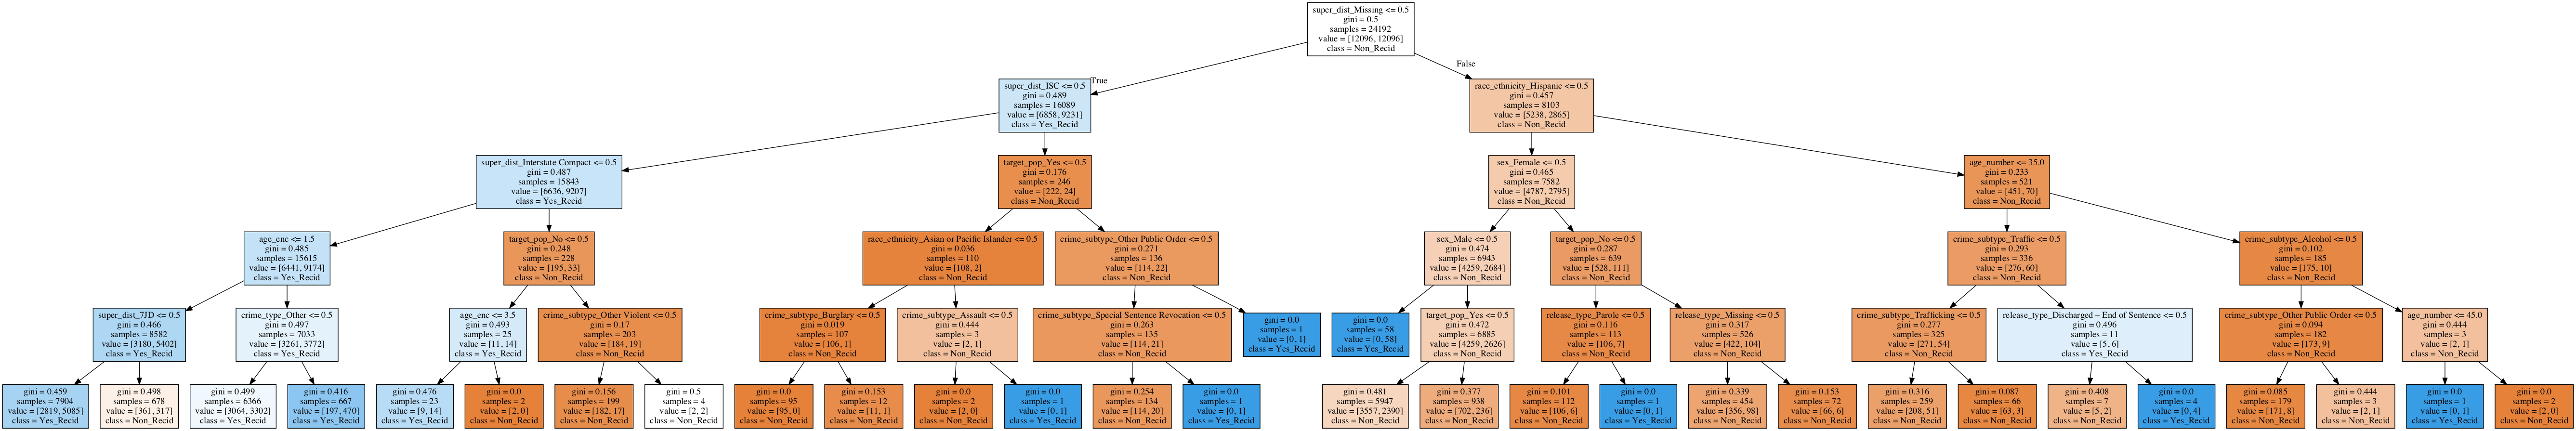 super_dist_Missing <= 0.5
gini = 0.5
samples = 24192
value = [12096, 12096]
class = Non_Recid
True
False
super_dist_ISC <= 0.5
gini = 0.489
samples = 16089
value = [6858, 9231]
class = Yes_Recid
race_ethnicity_Hispanic <= 0.5
gini = 0.457
samples = 8103
value = [5238, 2865]
class = Non_Recid
super_dist_Interstate Compact <= 0.5
gini = 0.487
samples = 15843
value = [6636, 9207]
class = Yes_Recid
target_pop_Yes <= 0.5
gini = 0.176
samples = 246
value = [222, 24]
class = Non_Recid
sex_Female <= 0.5
gini = 0.465
samples = 7582
value = [4787, 2795]
class = Non_Recid
age_number <= 35.0
gini = 0.233
samples = 521
value = [451, 70]
class = Non_Recid
age_enc <= 1.5
gini = 0.485
samples = 15615
value = [6441, 9174]
class = Yes_Recid
target_pop_No <= 0.5
gini = 0.248
samples = 228
value = [195, 33]
class = Non_Recid
race_ethnicity_Asian or Pacific Islander <= 0.5
gini = 0.036
samples = 110
value = [108, 2]
class = Non_Recid
crime_subtype_Other Public Order <= 0.5
gini = 0.271
samples = 136
value = [114, 22]
class = Non_Recid
sex_Male <= 0.5
gini = 0.474
samples = 6943
value = [4259, 2684]
class = Non_Recid
target_pop_No <= 0.5
gini = 0.287
samples = 639
value = [528, 111]
class = Non_Recid
crime_subtype_Traffic <= 0.5
gini = 0.293
samples = 336
value = [276, 60]
class = Non_Recid
crime_subtype_Alcohol <= 0.5
gini = 0.102
samples = 185
value = [175, 10]
class = Non_Recid
super_dist_7JD <= 0.5
gini = 0.466
samples = 8582
value = [3180, 5402]
class = Yes_Recid
crime_type_Other <= 0.5
gini = 0.497
samples = 7033
value = [3261, 3772]
class = Yes_Recid
age_enc <= 3.5
gini = 0.493
samples = 25
value = [11, 14]
class = Yes_Recid
crime_subtype_Other Violent <= 0.5
gini = 0.17
samples = 203
value = [184, 19]
class = Non_Recid
crime_subtype_Burglary <= 0.5
gini = 0.019
samples = 107
value = [106, 1]
class = Non_Recid
crime_subtype_Assault <= 0.5
gini = 0.444
samples = 3
value = [2, 1]
class = Non_Recid
crime_subtype_Special Sentence Revocation <= 0.5
gini = 0.263
samples = 135
value = [114, 21]
class = Non_Recid
gini = 0.0
samples = 1
value = [0, 1]
class = Yes_Recid
gini = 0.0
samples = 58
value = [0, 58]
class = Yes_Recid
target_pop_Yes <= 0.5
gini = 0.472
samples = 6885
value = [4259, 2626]
class = Non_Recid
release_type_Parole <= 0.5
gini = 0.116
samples = 113
value = [106, 7]
class = Non_Recid
release_type_Missing <= 0.5
gini = 0.317
samples = 526
value = [422, 104]
class = Non_Recid
crime_subtype_Trafficking <= 0.5
gini = 0.277
samples = 325
value = [271, 54]
class = Non_Recid
release_type_Discharged – End of Sentence <= 0.5
gini = 0.496
samples = 11
value = [5, 6]
class = Yes_Recid
crime_subtype_Other Public Order <= 0.5
gini = 0.094
samples = 182
value = [173, 9]
class = Non_Recid
age_number <= 45.0
gini = 0.444
samples = 3
value = [2, 1]
class = Non_Recid
gini = 0.459
samples = 7904
value = [2819, 5085]
class = Yes_Recid
gini = 0.498
samples = 678
value = [361, 317]
class = Non_Recid
gini = 0.499
samples = 6366
value = [3064, 3302]
class = Yes_Recid
gini = 0.416
samples = 667
value = [197, 470]
class = Yes_Recid
gini = 0.476
samples = 23
value = [9, 14]
class = Yes_Recid
gini = 0.0
samples = 2
value = [2, 0]
class = Non_Recid
gini = 0.156
samples = 199
value = [182, 17]
class = Non_Recid
gini = 0.5
samples = 4
value = [2, 2]
class = Non_Recid
gini = 0.0
samples = 95
value = [95, 0]
class = Non_Recid
gini = 0.153
samples = 12
value = [11, 1]
class = Non_Recid
gini = 0.0
samples = 2
value = [2, 0]
class = Non_Recid
gini = 0.0
samples = 1
value = [0, 1]
class = Yes_Recid
gini = 0.254
samples = 134
value = [114, 20]
class = Non_Recid
gini = 0.0
samples = 1
value = [0, 1]
class = Yes_Recid
gini = 0.481
samples = 5947
value = [3557, 2390]
class = Non_Recid
gini = 0.377
samples = 938
value = [702, 236]
class = Non_Recid
gini = 0.101
samples = 112
value = [106, 6]
class = Non_Recid
gini = 0.0
samples = 1
value = [0, 1]
class = Yes_Recid
gini = 0.339
samples = 454
value = [356, 98]
class = Non_Recid
gini = 0.153
samples = 72
value = [66, 6]
class = Non_Recid
gini = 0.316
samples = 259
value = [208, 51]
class = Non_Recid
gini = 0.087
samples = 66
value = [63, 3]
class = Non_Recid
gini = 0.408
samples = 7
value = [5, 2]
class = Non_Recid
gini = 0.0
samples = 4
value = [0, 4]
class = Yes_Recid
gini = 0.085
samples = 179
value = [171, 8]
class = Non_Recid
gini = 0.444
samples = 3
value = [2, 1]
class = Non_Recid
gini = 0.0
samples = 1
value = [0, 1]
class = Yes_Recid
gini = 0.0
samples = 2
value = [2, 0]
class = Non_Recid